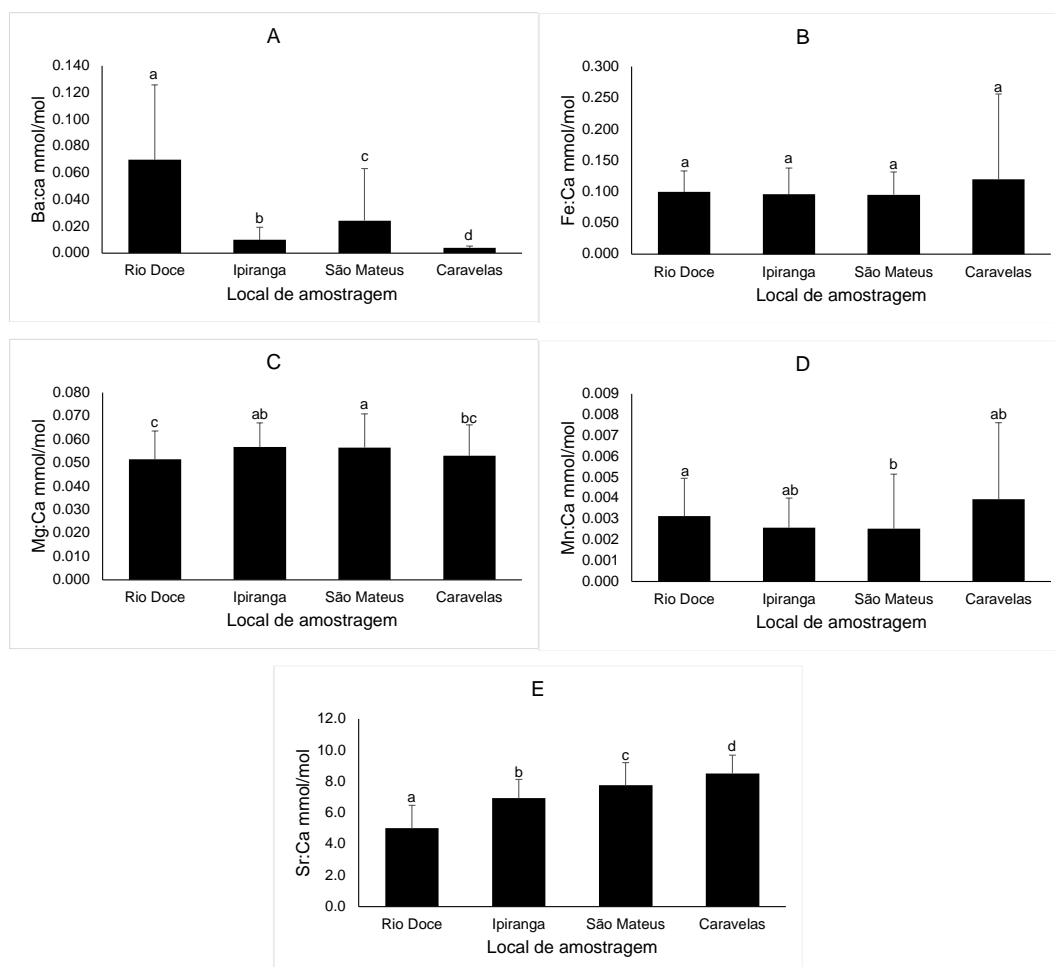 A
Ba:ca mmol/mol
0.140
0.120
0.100
0.080
0.060
0.040
0.020
0.000
a
b
c
d
Rio Doce Ipiranga São Mateus Caravelas
Local de amostragem
B
Fe:Ca mmol/mol
0.300
0.250
0.200
0.150
0.100
0.050
0.000
a
a
a
a
Rio Doce Ipiranga São Mateus Caravelas
Local de amostragem
C
Mg:Ca mmol/mol
0.080
0.070
0.060
0.050
0.040
0.030
0.020
0.010
0.000
c
ab
a
bc
Rio Doce Ipiranga São Mateus Caravelas
Local de amostragem
D
Mn:Ca mmol/mol
0.009
0.008
0.007
0.006
0.005
0.004
0.003
0.002
0.001
0.000
a
ab
b
ab
Rio Doce Ipiranga São Mateus Caravelas
Local de amostragem
E
Sr:Ca mmol/mol
12.0
10.0
8.0
6.0
4.0
2.0
0.0
a
b
c
d
Rio Doce Ipiranga São Mateus Caravelas
Local de amostragem